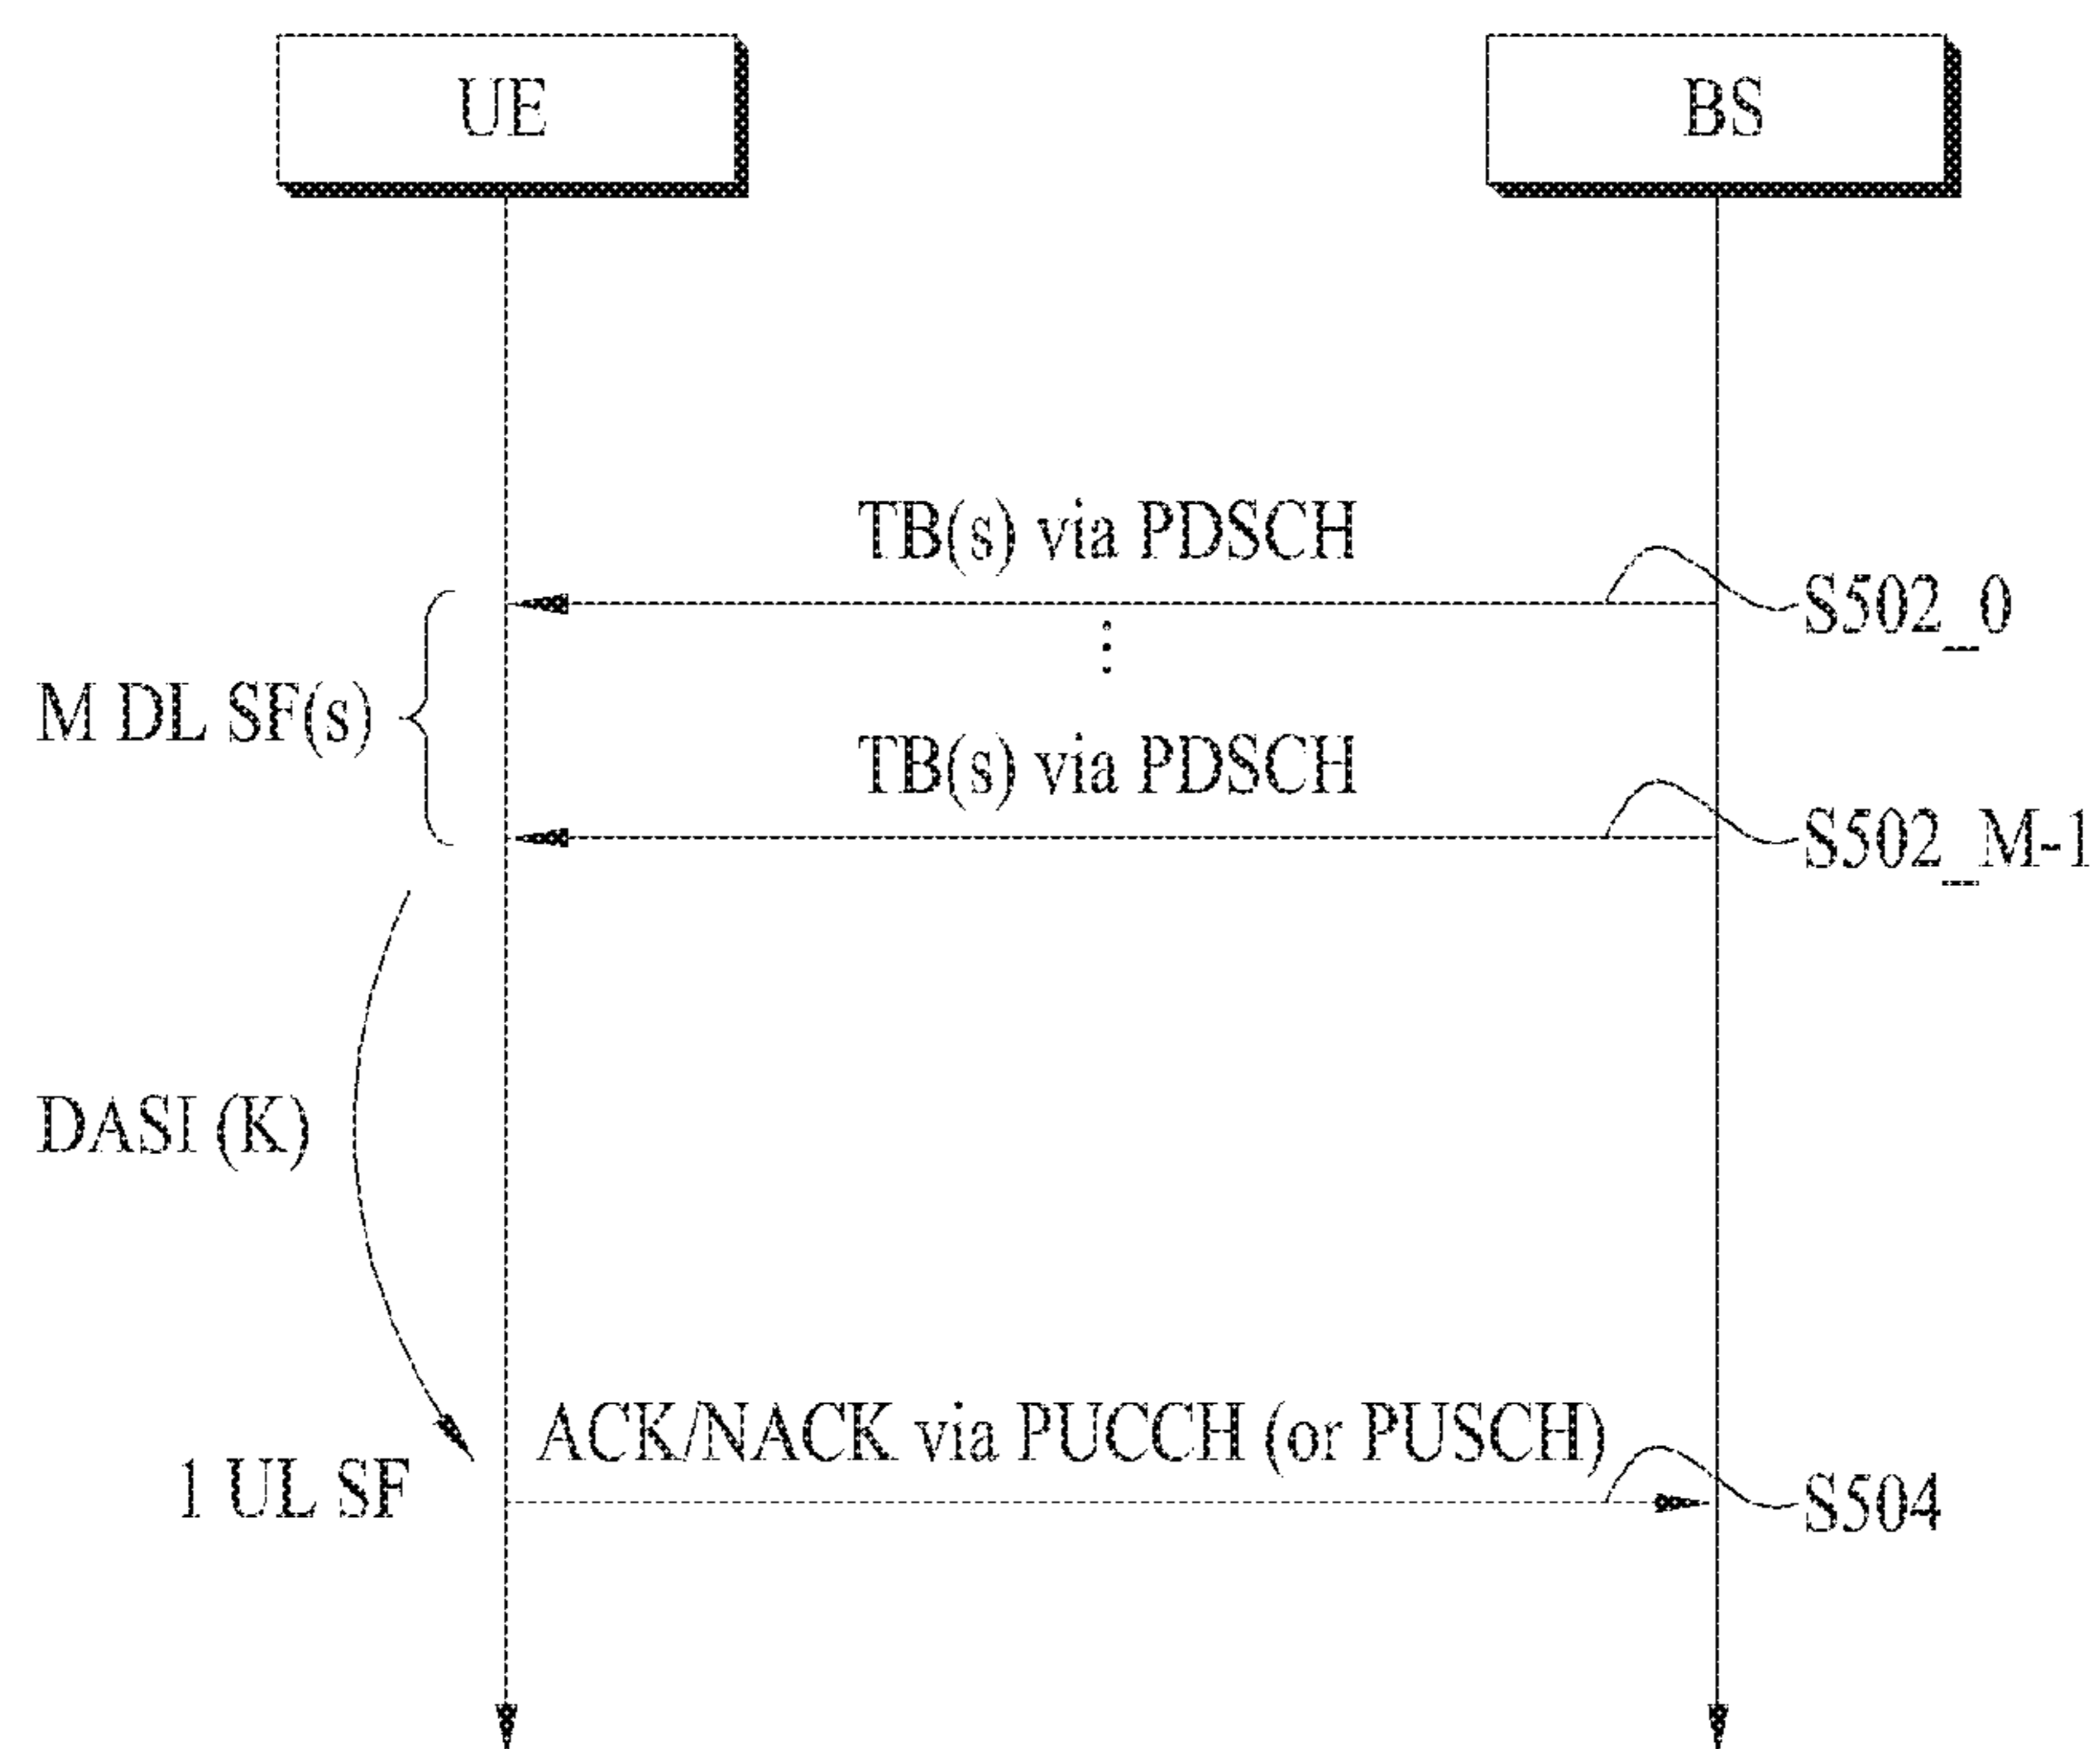 UE
BS
TB(s) via PDSCH
S502_0
M DL SF(s)
TB(s) via PDSCH
S502_M-1
DASI (K)
ACK/NACK via PUCCH (or PUSCH)
1 UL SF
S504